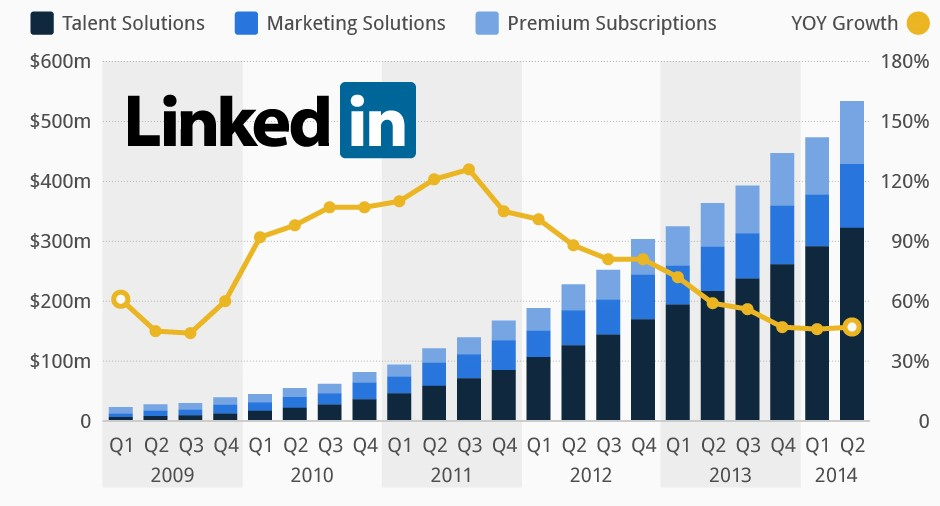 Talent Solutions Marketing Solutions Premium Subscriptions YOY Growth
$600m 180%
Linked in
$500m 150%
$400m 120%
$300m 90%
$200m 60%
$100m 30%
0 0
Q1 Q2 Q3 Q4 Q1 Q2 Q3 Q4 Q1 Q2 Q3 Q4 Q1 Q2 Q3 Q4 Q1 Q2 Q3 Q4 Q1 Q2
2009 2010 2011 2012 2013 2014